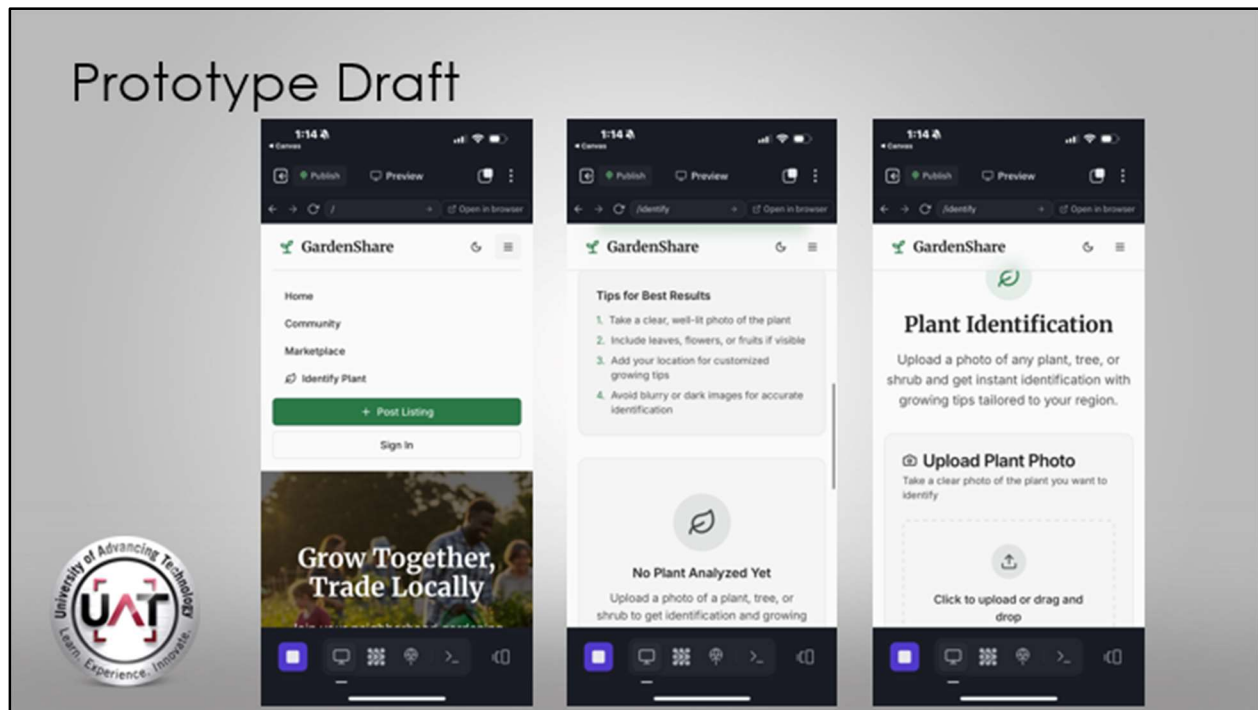 Prototype Draft
1:14
Canvas
Publish
Preview
/
Open in browser
GardenShare
Home
Community
Marketplace
Identify Plant
+ Post Listing
Sign In
Grow Together,
Trade Locally
1:14
Canvas
Publish
Preview
/identify
Open in browser
GardenShare
Tips for Best Results
1. Take a clear, well-lit photo of the plant
2. Include leaves, flowers, or fruits if visible
3. Add your location for customized
growing tips
4. Avoid blurry or dark images for accurate
identification
No Plant Analyzed Yet
Upload a photo of a plant, tree, or
shrub to get identification and growing
1:14
Canvas
Publish
Preview
/identify
Open in browser
GardenShare
Plant Identification
Upload a photo of any plant, tree, or
shrub and get instant identification with
growing tips tailored to your region.
Upload Plant Photo
Take a clear photo of the plant you want to
identify
Click to upload or drag and
drop
University of Advancing Technology
UAT
Learn. Experience. Innovate.